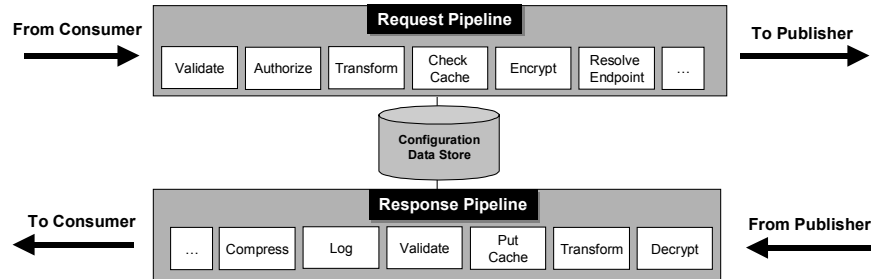 Request Pipeline
From Consumer
To Publisher
Validate
Authorize
Transform
Check
Cache
Encrypt
Resolve
Endpoint
...
Configuration
Data Store
Response Pipeline
To Consumer
From Publisher
...
Compress
Log
Validate
Put
Cache
Transform
Decrypt